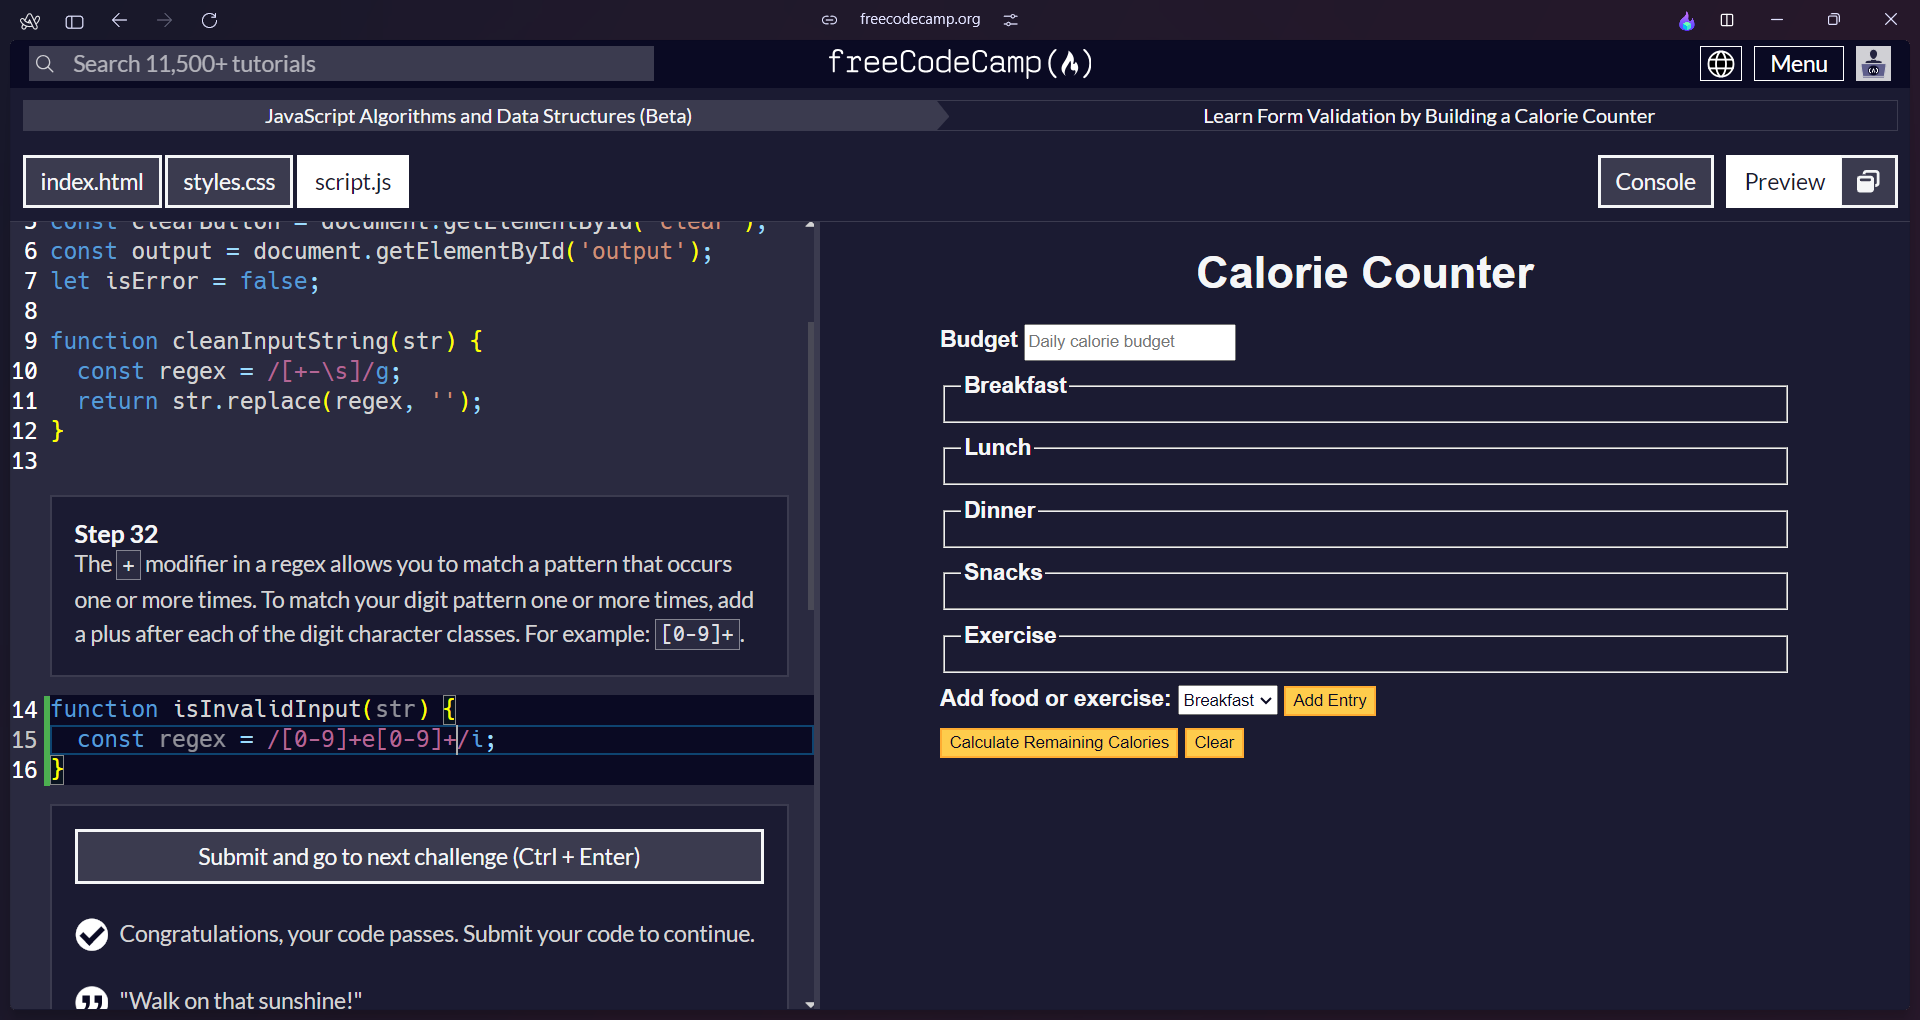 freecodecamp.org
Search 11,500+ tutorials
freeCodeCamp(🔥)
Menu
JavaScript Algorithms and Data Structures (Beta)
Learn Form Validation by Building a Calorie Counter
index.html
styles.css
script.js
Console
Preview
5 const clearButton = document.getElementById('clear');
6 const output = document.getElementById('output');
7 let isError = false;
8
9 function cleanInputString(str) {
10   const regex = /[+-\s]/g;
11   return str.replace(regex, '');
12 }
13
Step 32
The + modifier in a regex allows you to match a pattern that occurs
one or more times. To match your digit pattern one or more times, add
a plus after each of the digit character classes. For example: [0-9]+.
14 function isInvalidInput(str) {
15   const regex = /[0-9]+e[0-9]+/i;
16 }
Submit and go to next challenge (Ctrl + Enter)
Congratulations, your code passes. Submit your code to continue.
"Walk on that sunshine!"
Calorie Counter
Budget Daily calorie budget
Breakfast
Lunch
Dinner
Snacks
Exercise
Add food or exercise: Breakfast Add Entry
Calculate Remaining Calories Clear